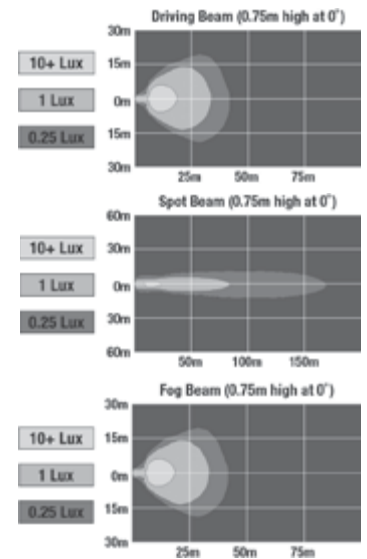 Driving Beam (0.75m high at 0°)
30m
10+ Lux
15m
1 Lux
0m
0.25 Lux
15m
30m
25m 50m 75m
Spot Beam (0.75m high at 0°)
60m
10+ Lux
30m
1 Lux
0m
0.25 Lux
30m
60m
50m 100m 150m
Fog Beam (0.75m high at 0°)
30m
10+ Lux
15m
1 Lux
0m
0.25 Lux
15m
30m
25m 50m 75m